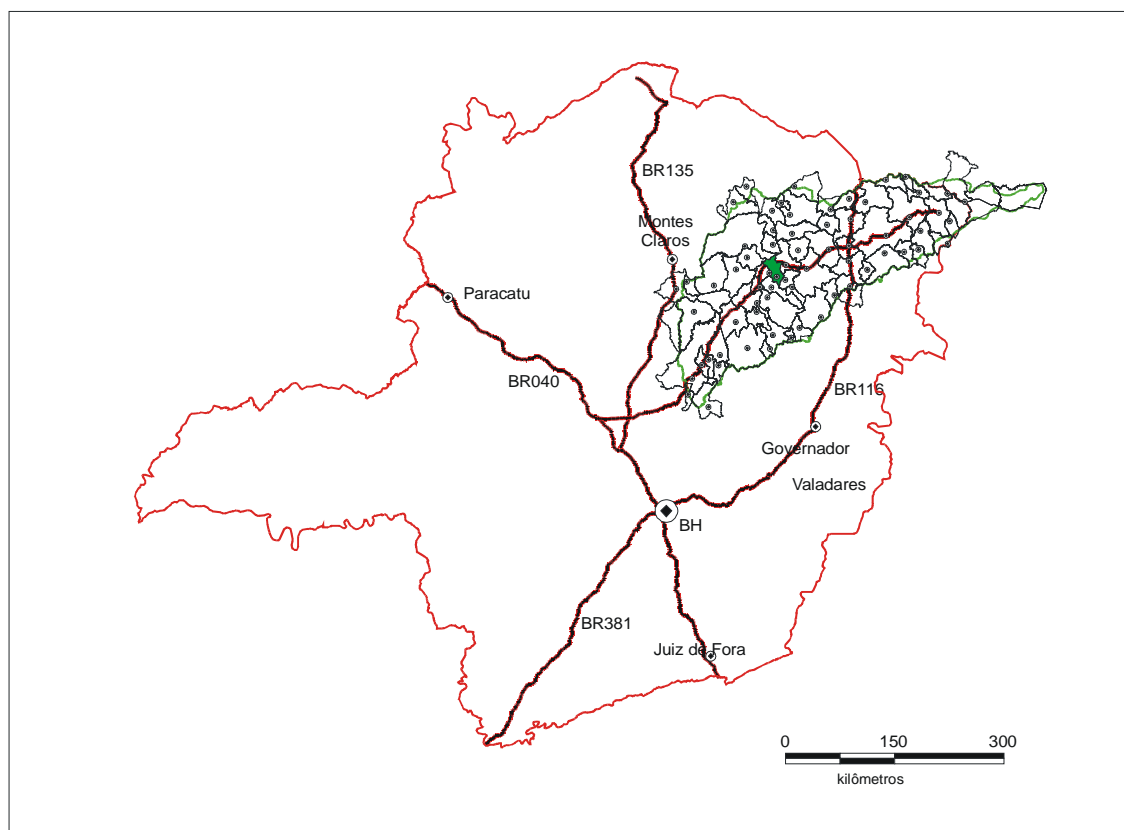 BR135
Montes
Claros
Paracatu
BR040
BR116
Governador
Valadares
BH
BR381
Juiz de Fora
0 150 300
kilômetros